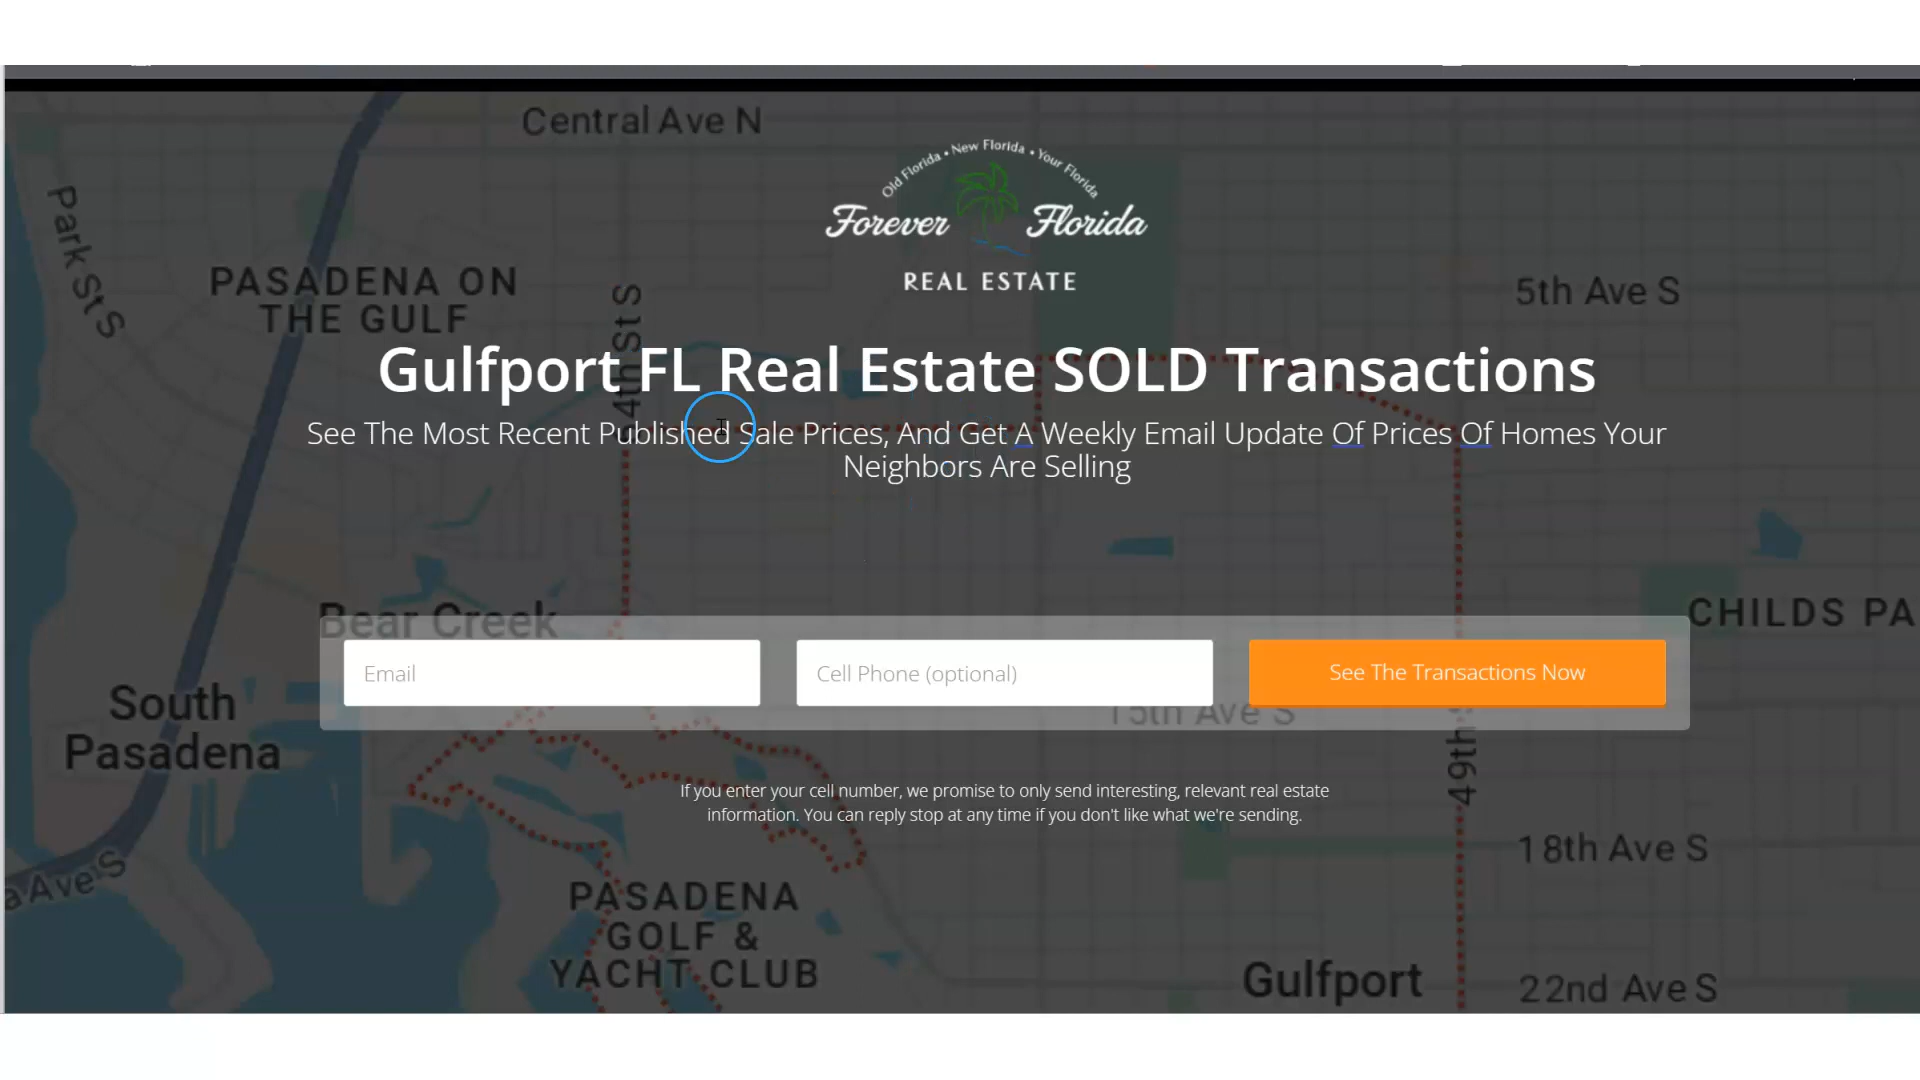 Central Ave N
Old Florida • New Florida • Your Florida
Park St S
Forever Florida
PASADENA ON
THE GULF
REAL ESTATE
5th Ave S
Gulfport FL Real Estate SOLD Transactions
See The Most Recent Published Sale Prices, And Get A Weekly Email Update Of Prices Of Homes Your
Neighbors Are Selling
Bear Creek
CHILDS PA
Email
Cell Phone (optional)
See The Transactions Now
15th Ave S
South
Pasadena
49th S
If you enter your cell number, we promise to only send interesting, relevant real estate
information. You can reply stop at any time if you don't like what we're sending.
18th Ave S
a Ave S
PASADENA
GOLF &
YACHT CLUB
Gulfport
22nd Ave S